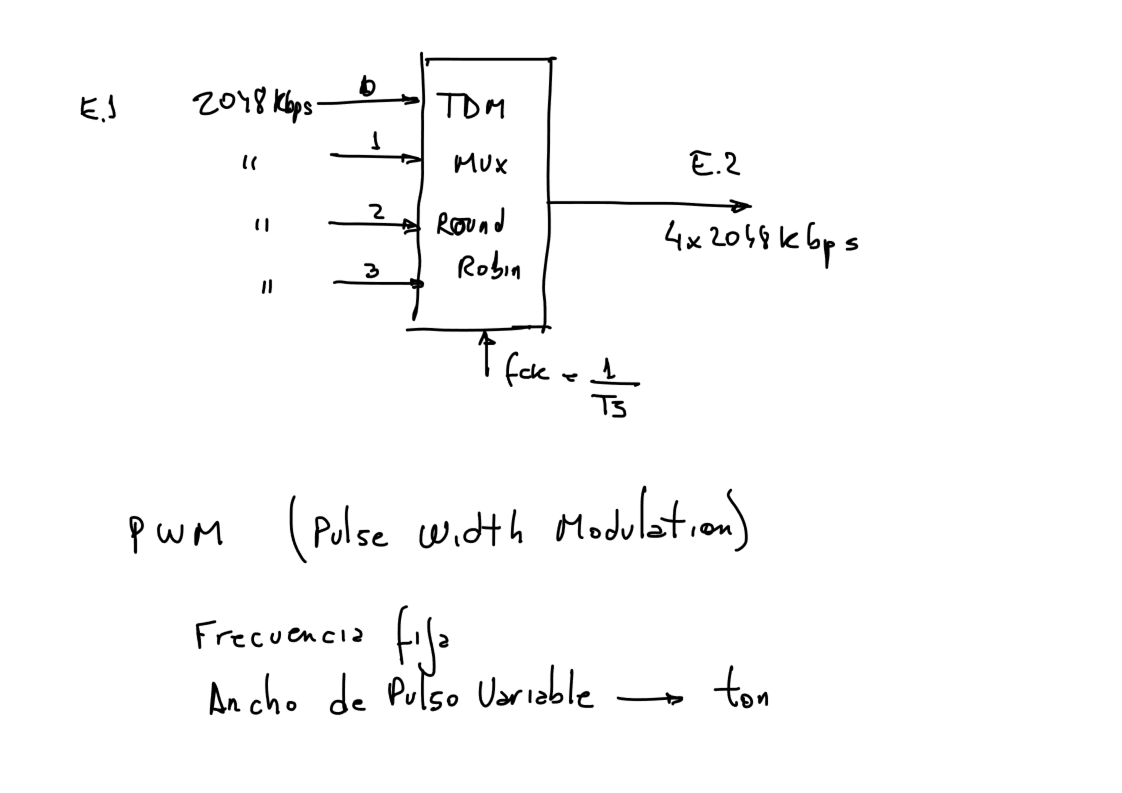 E.1 2048 Kbps 0 TDM
" 1 MUX
E.2
" 2 Round
4x2048 kbps
" 3 Robin
fck = 1/Ts
PWM (Pulse Width Modulation)
Frecuencia fija
Ancho de Pulso Variable → ton